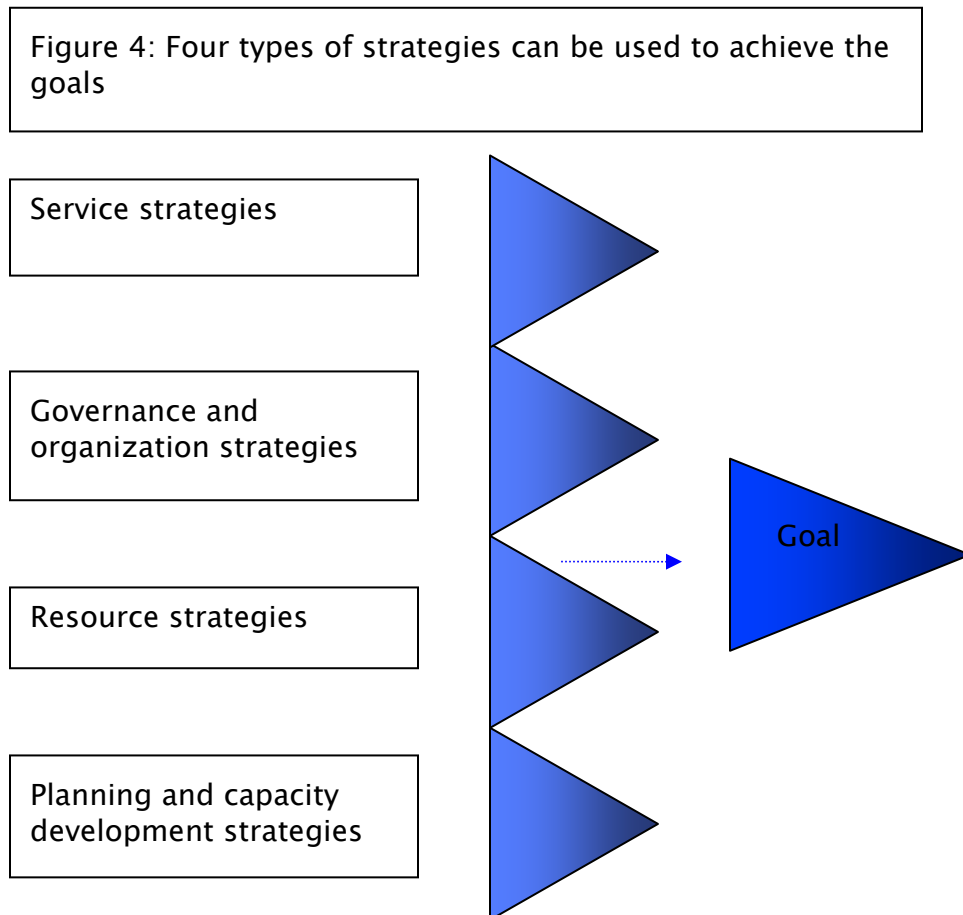 Figure 4: Four types of strategies can be used to achieve the
goals
Service strategies
Governance and
organization strategies
Goal
Resource strategies
Planning and capacity
development strategies